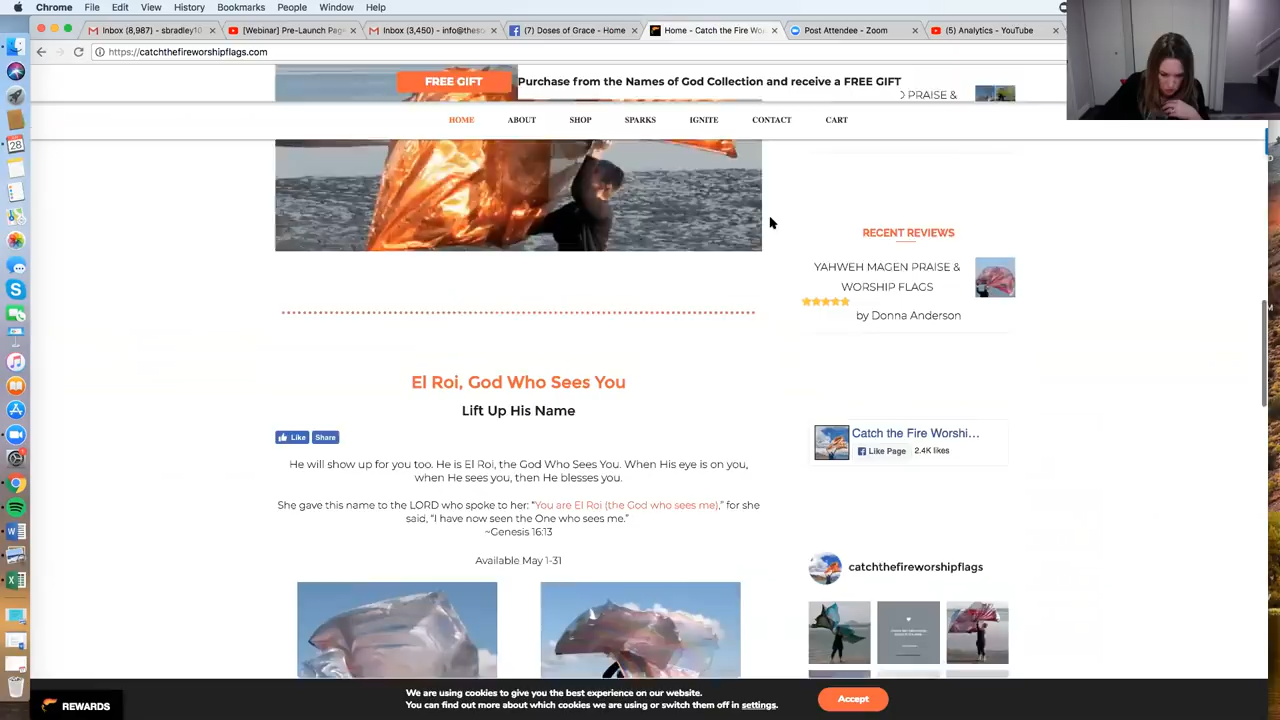 Chrome File Edit View History Bookmarks People Window Help
Inbox (8,987) - sbradley10
[Webinar] Pre-Launch Pag
Inbox (3,450) - info@theso
(7) Doses of Grace - Home
Home - Catch the Fire Wo
Post Attendee - Zoom
(5) Analytics - YouTube
https://catchthefireworshipflags.com
FREE GIFT Purchase from the Names of God Collection and receive a FREE GIFT
PRAISE &
HOME ABOUT SHOP SPARKS IGNITE CONTACT CART
28
RECENT REVIEWS
YAHWEH MAGEN PRAISE &
WORSHIP FLAGS
by Donna Anderson
El Roi, God Who Sees You
Lift Up His Name
Like Share
Catch the Fire Worshi...
Like Page 2.4K likes
He will show up for you too. He is El Roi, the God Who Sees You. When His eye is on you,
when He sees you, then He blesses you.
She gave this name to the LORD who spoke to her: “You are El Roi (the God who sees me),” for she
said, “I have now seen the One who sees me.”
~Genesis 16:13
Available May 1-31
catchthefireworshipflags
We are using cookies to give you the best experience on our website.
You can find out more about which cookies we are using or switch them off in settings.
Accept
REWARDS